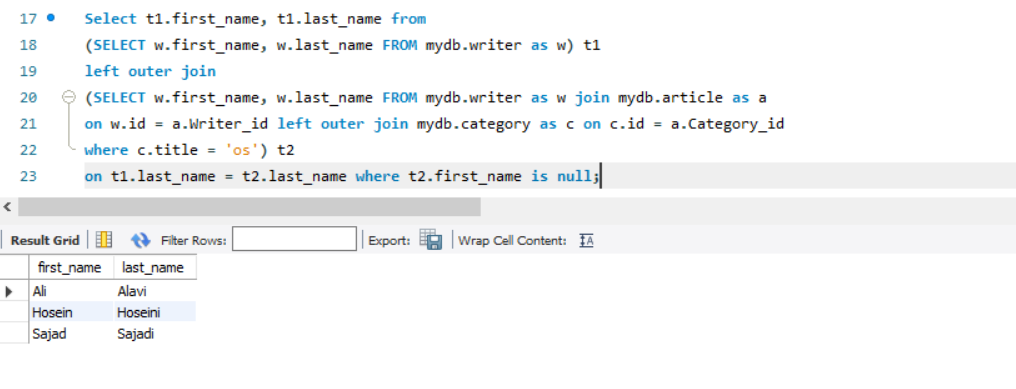 17 Select t1.first_name, t1.last_name from
18 (SELECT w.first_name, w.last_name FROM mydb.writer as w) t1
19 left outer join
20 (SELECT w.first_name, w.last_name FROM mydb.writer as w join mydb.article as a
21 on w.id = a.Writer_id left outer join mydb.category as c on c.id = a.Category_id
22 where c.title = 'os') t2
23 on t1.last_name = t2.last_name where t2.first_name is null;
Result Grid Filter Rows: Export: Wrap Cell Content: IA
first_name last_name
Ali Alavi
Hosein Hoseini
Sajad Sajadi